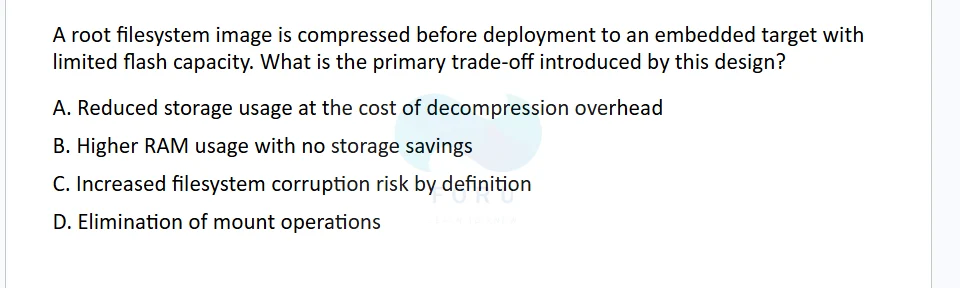 A root filesystem image is compressed before deployment to an embedded target with
limited flash capacity. What is the primary trade-off introduced by this design?
A. Reduced storage usage at the cost of decompression overhead
B. Higher RAM usage with no storage savings
C. Increased filesystem corruption risk by definition
D. Elimination of mount operations